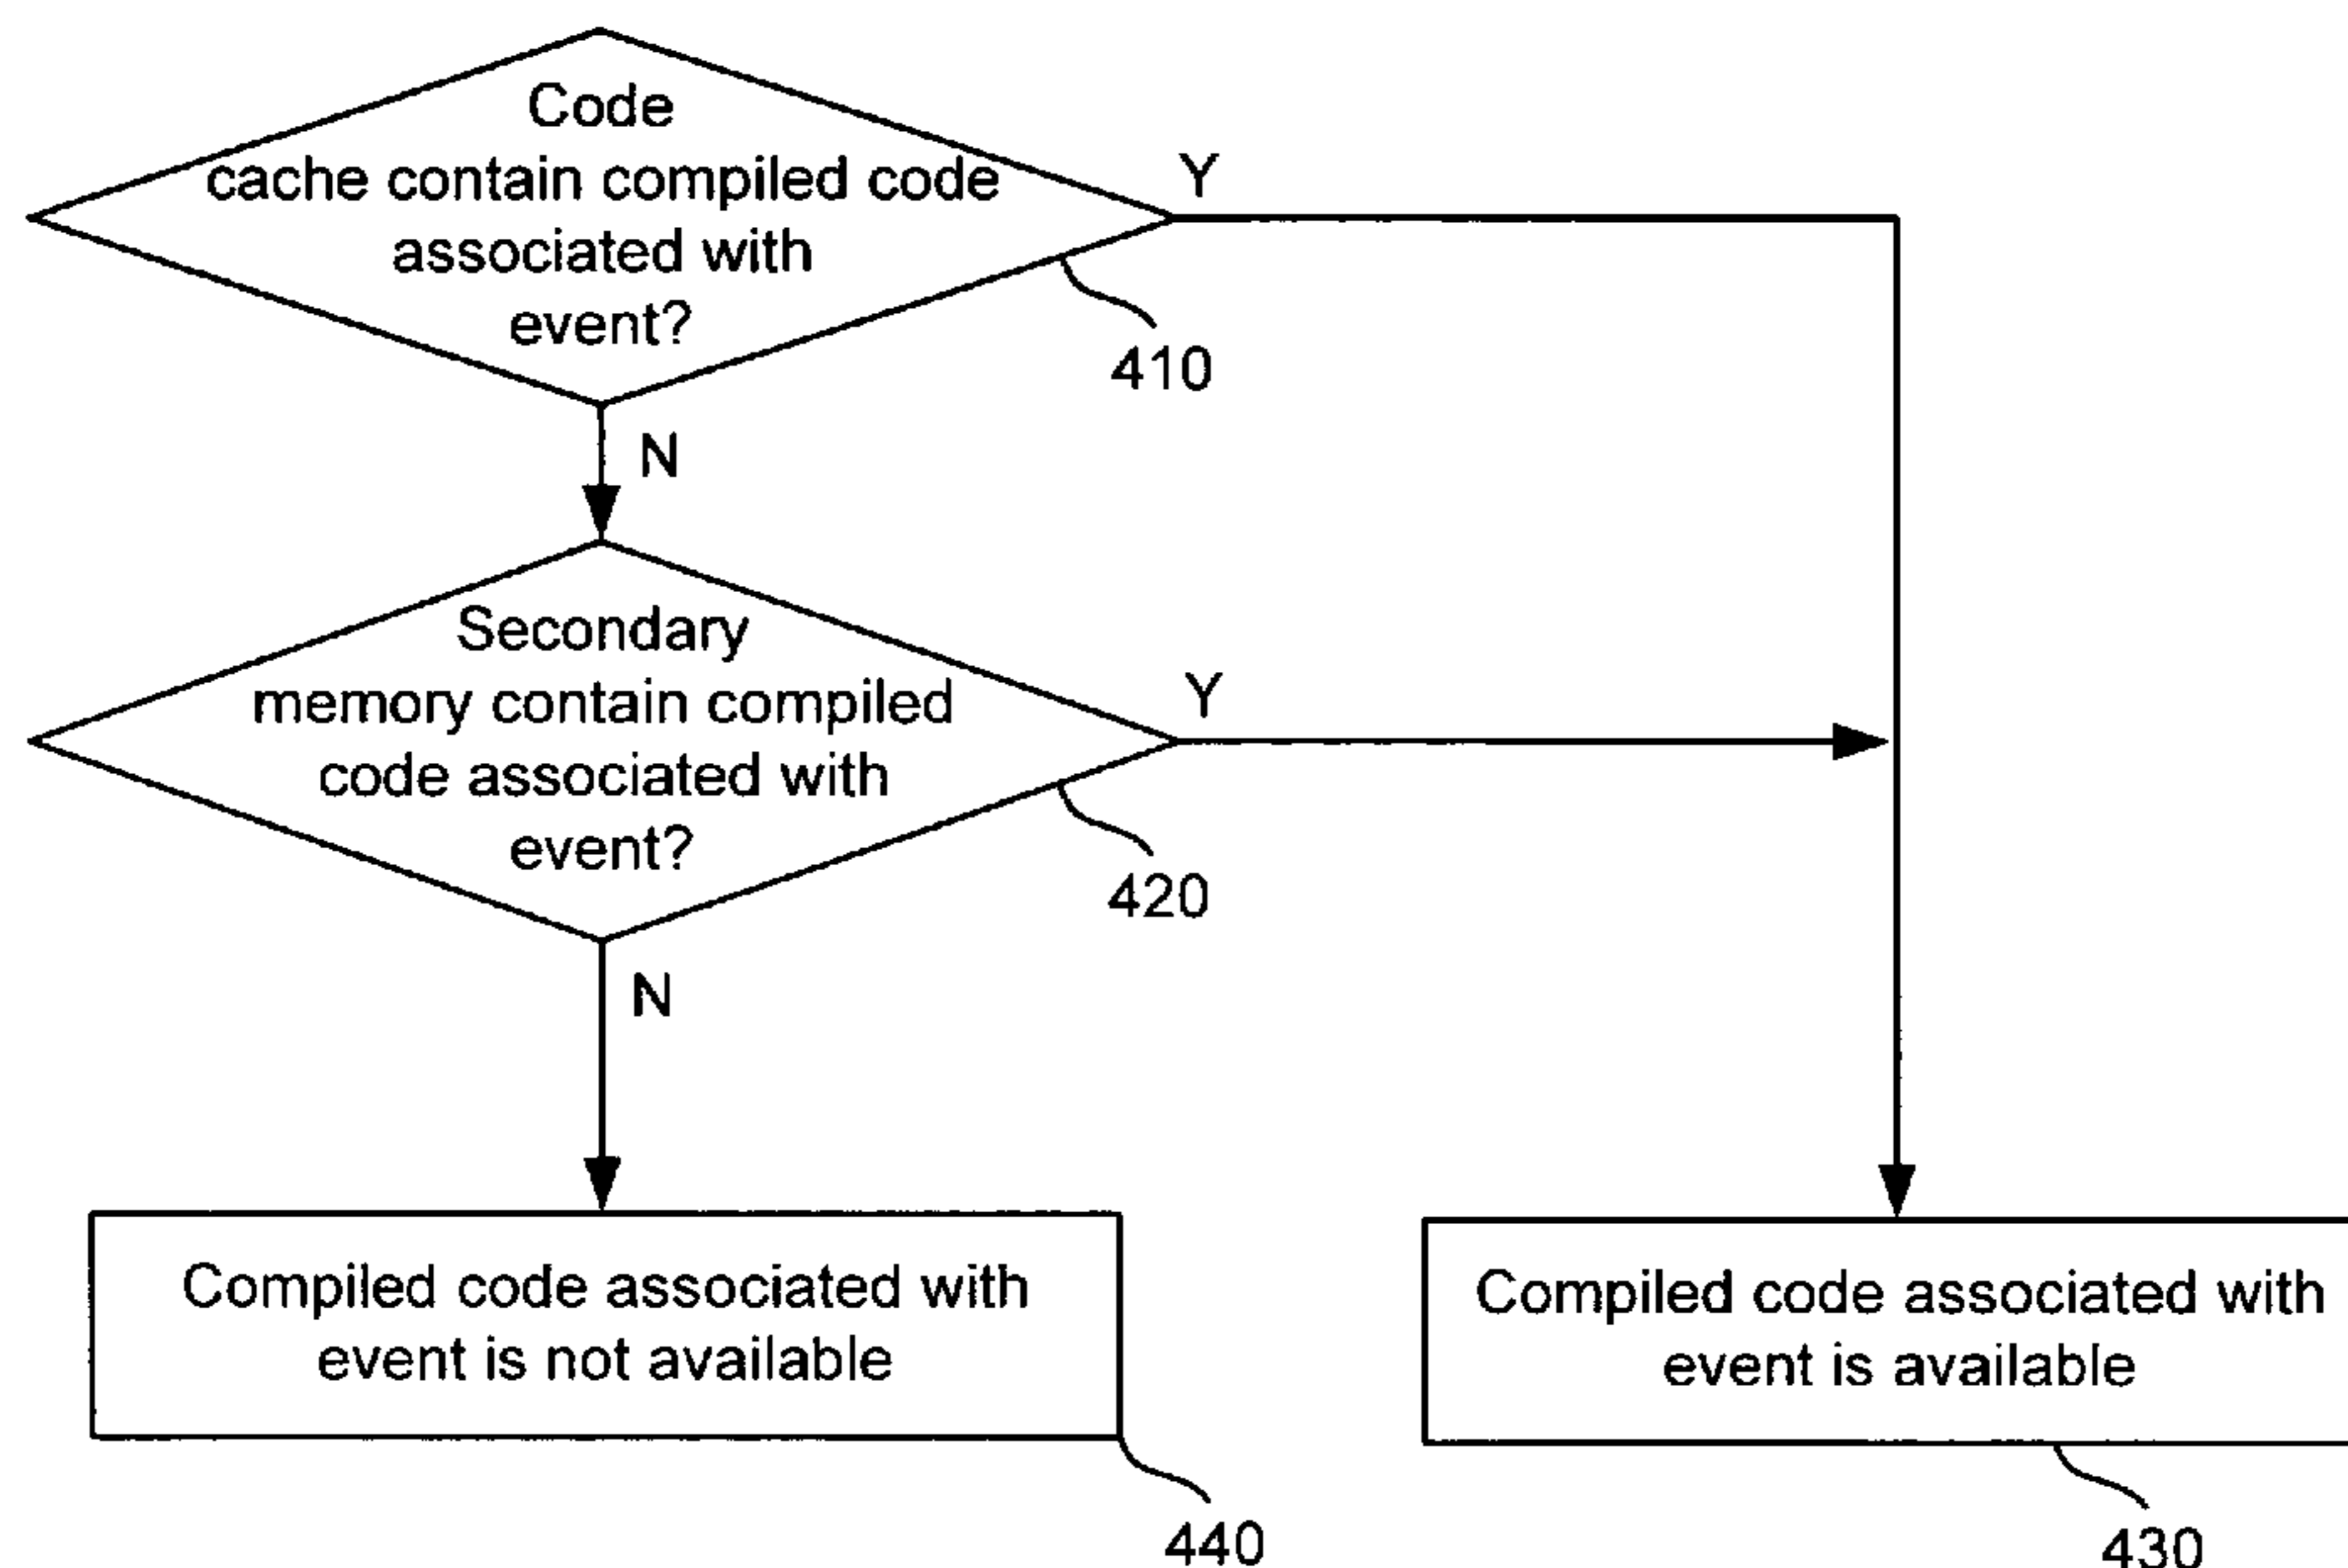 Code
cache contain compiled code
associated with
event?
Y
410
N
Secondary
memory contain compiled
code associated with
event?
Y
420
N
Compiled code associated with
event is not available
440
Compiled code associated with
event is available
430